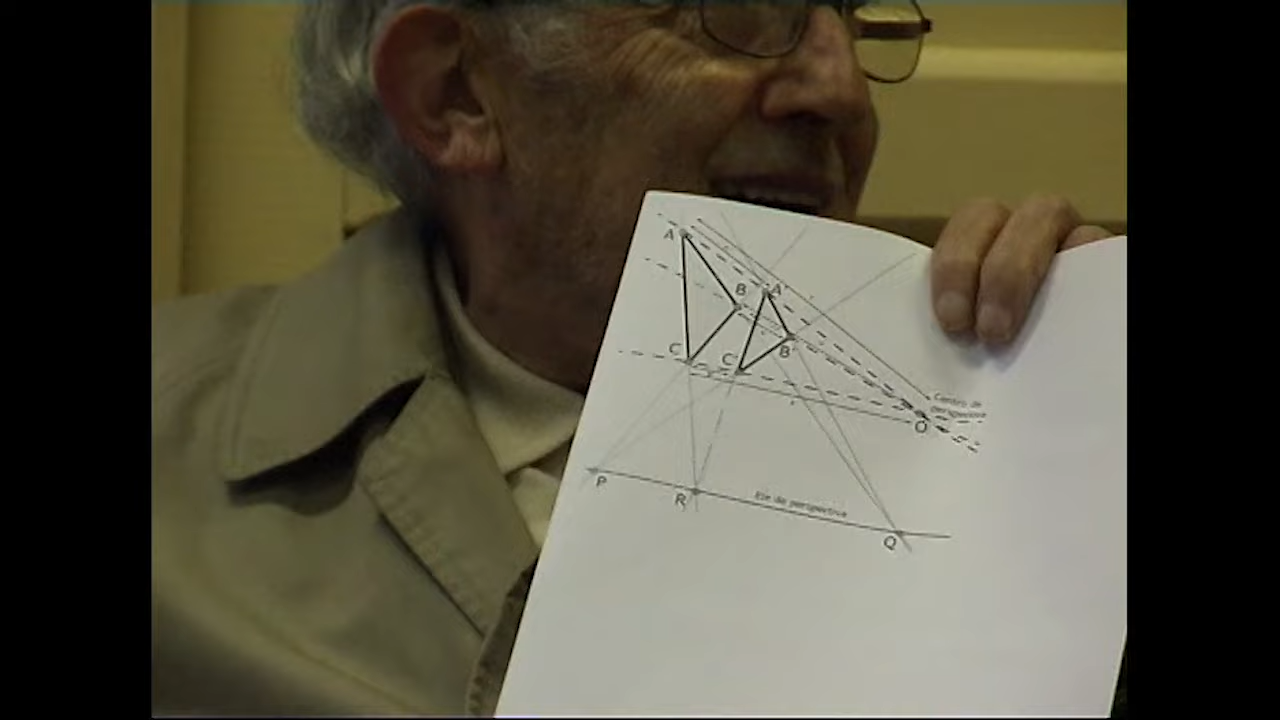 A
B
A'
C
C'
B'
Centro de
perspectiva
O
P
R
Eje de perspectiva
Q